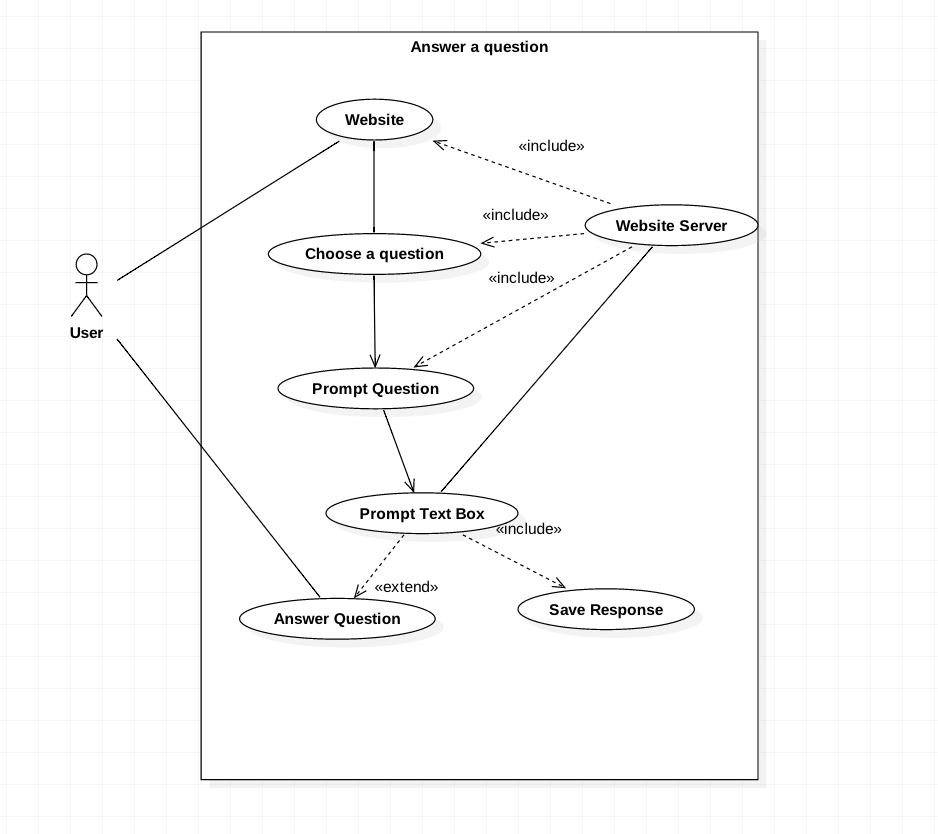 Answer a question
Website
«include»
«include»
Website Server
Choose a question
«include»
User
Prompt Question
Prompt Text Box
«include»
«extend»
Answer Question
Save Response